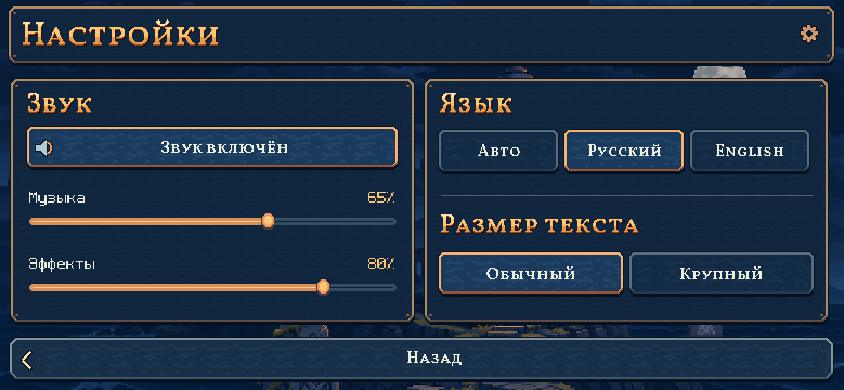 Настройки
Звук
Звук включён
Музыка 65%
Эффекты 80%
Язык
Авто Русский English
Размер текста
Обычный Крупный
Назад